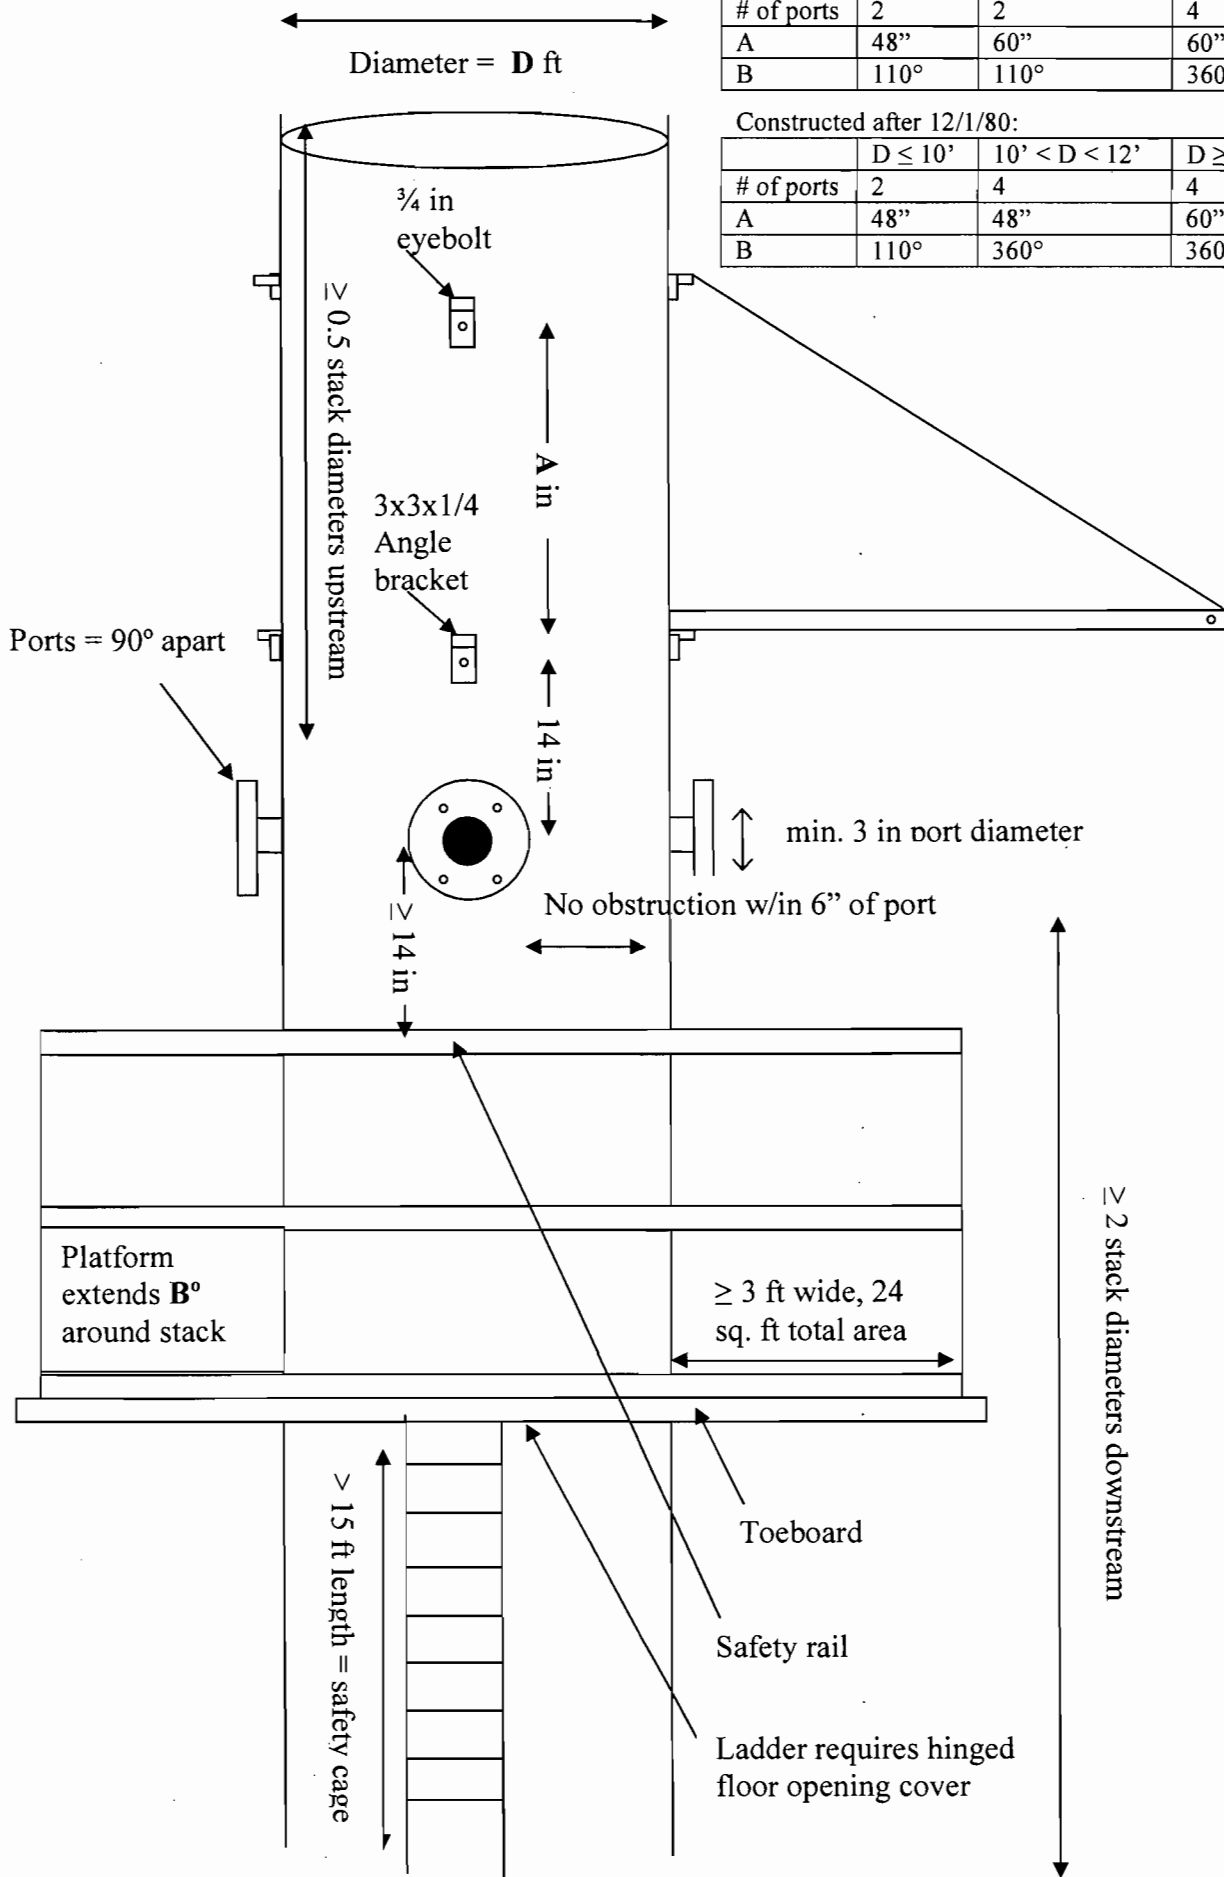 # of ports 2 2 4
A 48” 60” 60”
B 110° 110° 360
Diameter = D ft
Constructed after 12/1/80:
D ≤ 10’ 10’ < D < 12’ D ≥
# of ports 2 4 4
A 48” 48” 60”
B 110° 360° 360
¾ in
eyebolt
≥ 0.5 stack diameters upstream
A in
3x3x1/4
Angle
bracket
Ports = 90° apart
14 in
min. 3 in port diameter
No obstruction w/in 6” of port
≥ 14 in
Platform
extends B°
around stack
≥ 3 ft wide, 24
sq. ft total area
≥ 2 stack diameters downstream
> 15 ft length = safety cage
Toeboard
Safety rail
Ladder requires hinged
floor opening cover